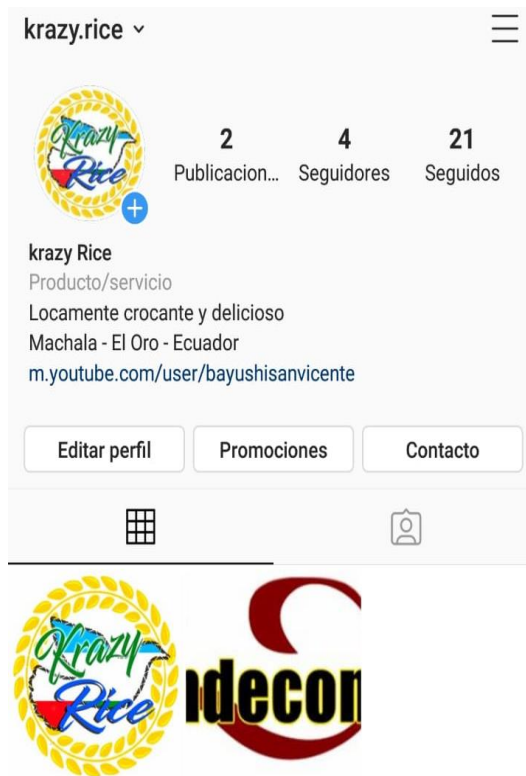 krazy.rice
Krazy
Rice
2 4 21
Publicacion... Seguidores Seguidos
krazy Rice
Producto/servicio
Locamente crocante y delicioso
Machala - El Oro - Ecuador
m.youtube.com/user/bayushisanvicente
Editar perfil Promociones Contacto
Krazy
Rice
decon